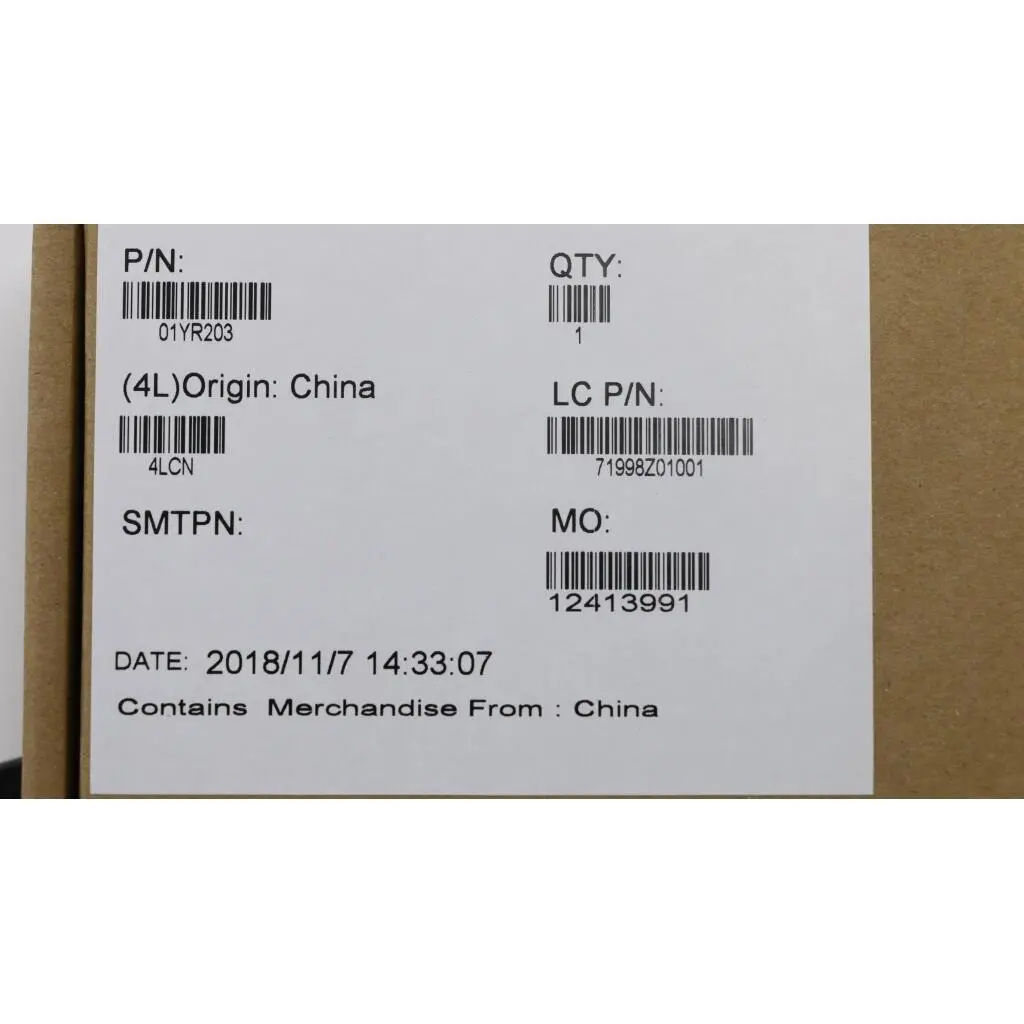 P/N:
01YR203
QTY:
1
(4L)Origin: China
4LCN
LC P/N:
71998Z01001
SMTPN:
MO:
12413991
DATE: 2018/11/7 14:33:07
Contains Merchandise From : China